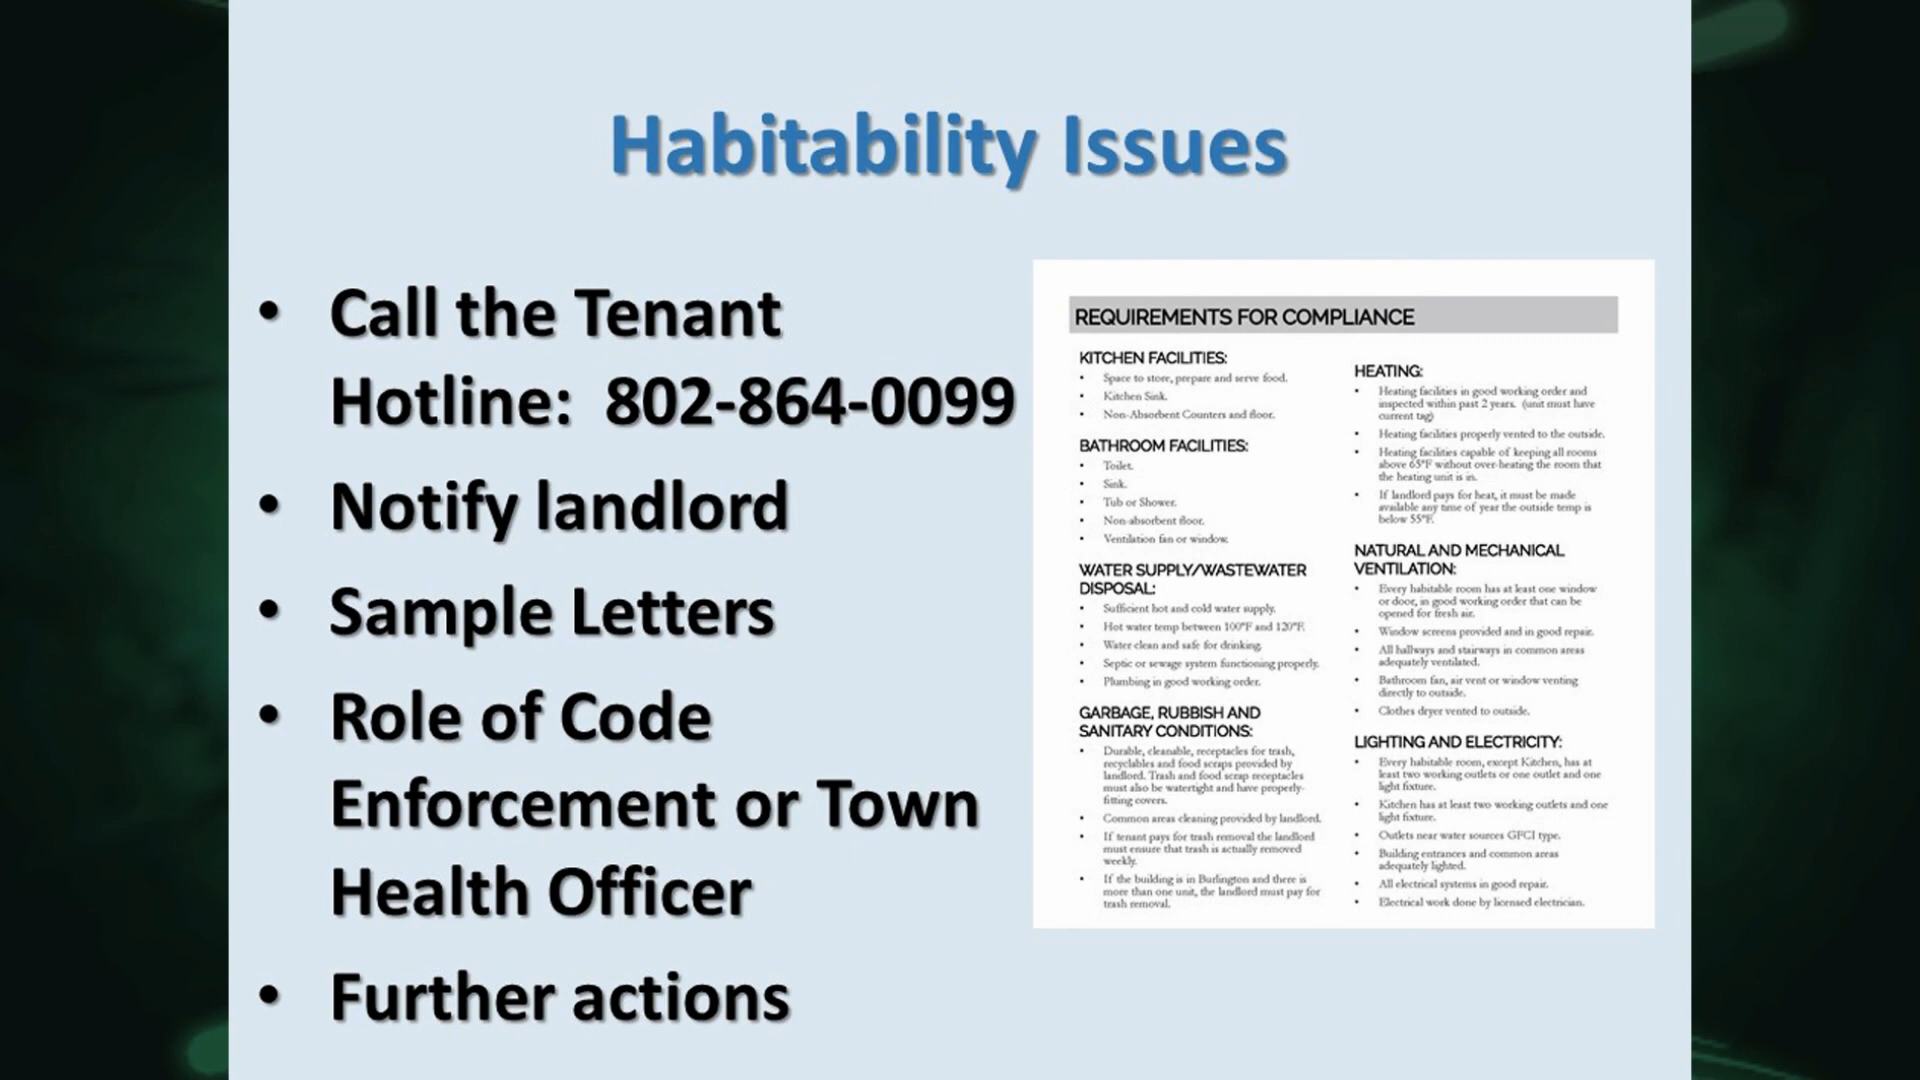 Habitability Issues
• Call the Tenant
Hotline: 802-864-0099
• Notify landlord
• Sample Letters
• Role of Code
Enforcement or Town
Health Officer
• Further actions
REQUIREMENTS FOR COMPLIANCE
KITCHEN FACILITIES:
• Space to store, prepare and serve food.
• Kitchen Sink.
• Non-Absorbent Counters and floor.
BATHROOM FACILITIES:
• Toilet.
• Sink.
• Tub or Shower.
• Non-absorbent floor.
• Ventilation fan or window.
WATER SUPPLY/WASTEWATER
DISPOSAL:
• Sufficient hot and cold water supply.
• Hot water temp between 100°F and 120°F.
• Water clean and safe for drinking.
• Septic or sewage system functioning properly.
• Plumbing in good working order.
GARBAGE, RUBBISH AND
SANITARY CONDITIONS:
• Durable, cleanable, receptacles for trash,
recyclables and food scraps provided by
landlord. Trash and food scrap receptacles
must also be watertight and have properly-
fitting covers.
• Common areas cleaning provided by landlord.
• If tenant pays for trash removal the landlord
must ensure that trash is actually removed
weekly.
• If the building is in Burlington and there is
more than one unit, the landlord must pay for
trash removal.
HEATING:
• Heating facilities in good working order and
inspected within past 2 years. (unit must have
current tag)
• Heating facilities properly vented to the outside.
• Heating facilities capable of keeping all rooms
above 65°F without over-heating the room that
the heating unit is in.
• If landlord pays for heat, it must be made
available any time of year the outside temp is
below 55°F.
NATURAL AND MECHANICAL
VENTILATION:
• Every habitable room has at least one window
or door, in good working order that can be
opened for fresh air.
• Window screens provided and in good repair.
• All hallways and stairways in common areas
adequately ventilated.
• Bathroom fan, air vent or window venting
directly to outside.
• Clothes dryer vented to outside.
LIGHTING AND ELECTRICITY:
• Every habitable room, except Kitchen, has at
least two working outlets or one outlet and one
light fixture.
• Kitchen has at least two working outlets and one
light fixture.
• Outlets near water sources GFCI type.
• Building entrances and common areas
adequately lighted.
• All electrical systems in good repair.
• Electrical work done by licensed electrician.